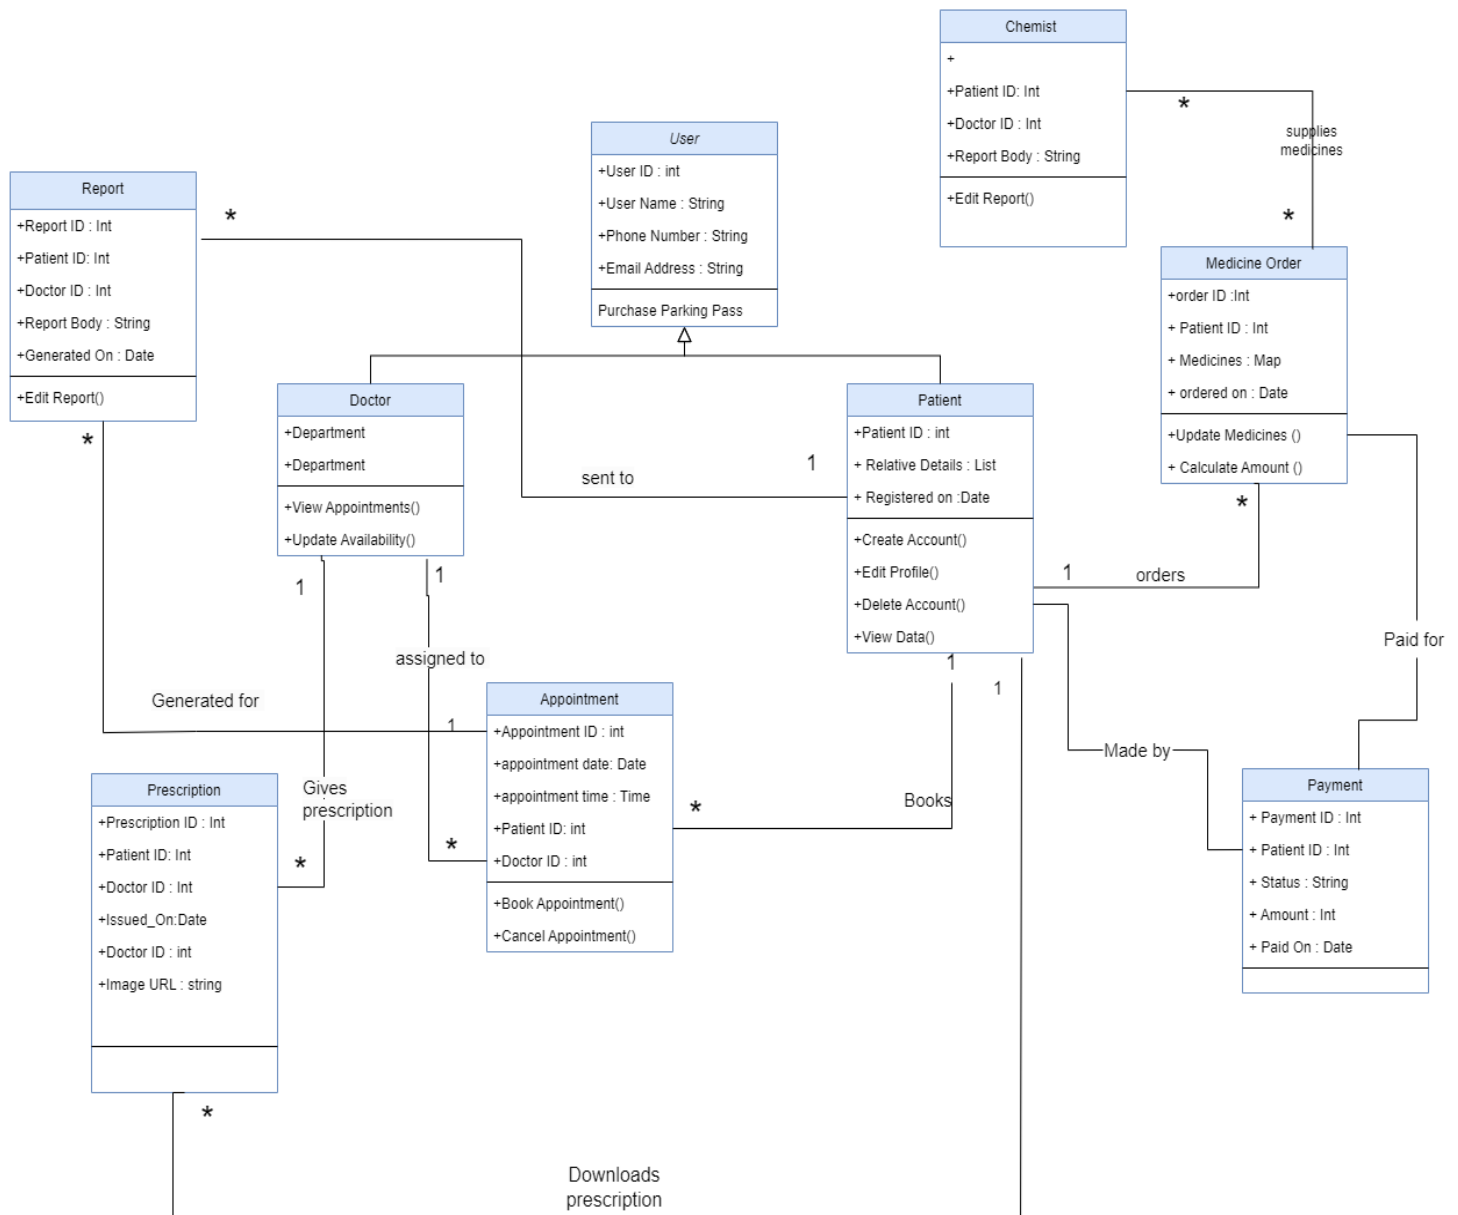 Chemist
+
+Patient ID: Int
+Doctor ID : Int
+Report Body : String
+Edit Report()
*
supplies
medicines
*
User
+User ID : int
+User Name : String
+Phone Number : String
+Email Address : String
Purchase Parking Pass
Report
+Report ID : Int
+Patient ID: Int
+Doctor ID : Int
+Report Body : String
+Generated On : Date
+Edit Report()
*
*
Medicine Order
+order ID :Int
+ Patient ID : Int
+ Medicines : Map
+ ordered on : Date
+Update Medicines ()
+ Calculate Amount ()
*
Doctor
+Department
+Department
+View Appointments()
+Update Availability()
1
1
sent to
1
Patient
+Patient ID : int
+ Relative Details : List
+ Registered on :Date
+Create Account()
+Edit Profile()
+Delete Account()
+View Data()
1
1
1
orders
Paid for
assigned to
Generated for
1
Appointment
+Appointment ID : int
+appointment date: Date
+appointment time : Time
+Patient ID: int
+Doctor ID : int
+Book Appointment()
+Cancel Appointment()
*
*
Books
Made by
Gives
prescription
*
Prescription
+Prescription ID : Int
+Patient ID: Int
+Doctor ID : Int
+Issued_On:Date
+Doctor ID : int
+Image URL : string
*
Payment
+ Payment ID : Int
+ Patient ID : Int
+ Status : String
+ Amount : Int
+ Paid On : Date
Downloads
prescription